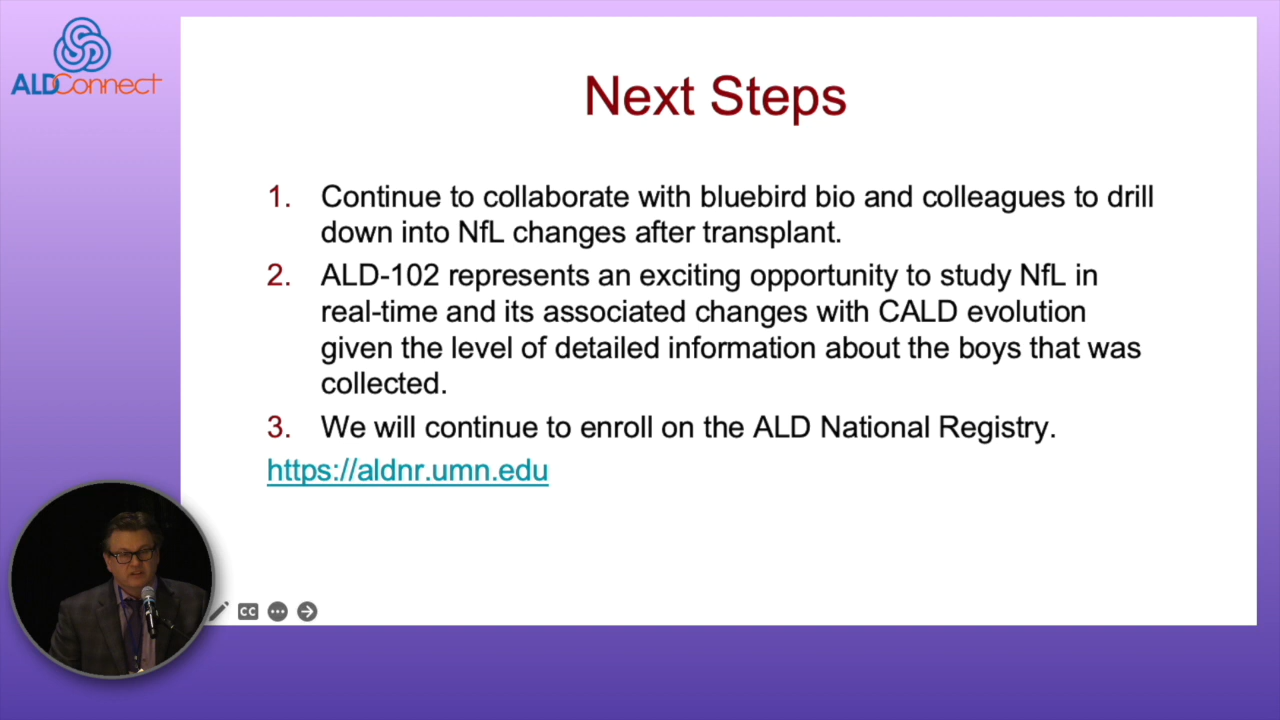 ALDConnect
Next Steps
1. Continue to collaborate with bluebird bio and colleagues to drill
down into NfL changes after transplant.
2. ALD-102 represents an exciting opportunity to study NfL in
real-time and its associated changes with CALD evolution
given the level of detailed information about the boys that was
collected.
3. We will continue to enroll on the ALD National Registry.
https://aldnr.umn.edu
CC